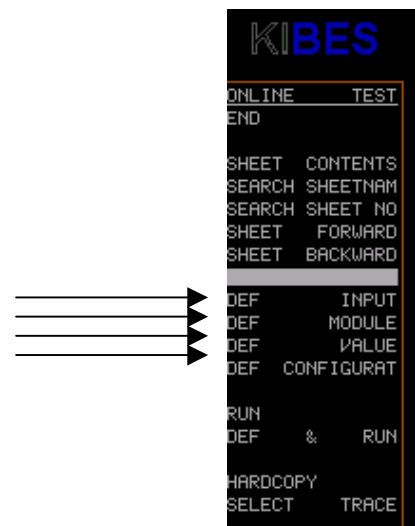 KIBES
ONLINE TEST
END
SHEET CONTENTS
SEARCH SHEETNAM
SEARCH SHEET NO
SHEET FORWARD
SHEET BACKWARD
DEF INPUT
DEF MODULE
DEF VALUE
DEF CONFIGURAT
RUN
DEF & RUN
HARDCOPY
SELECT TRACE